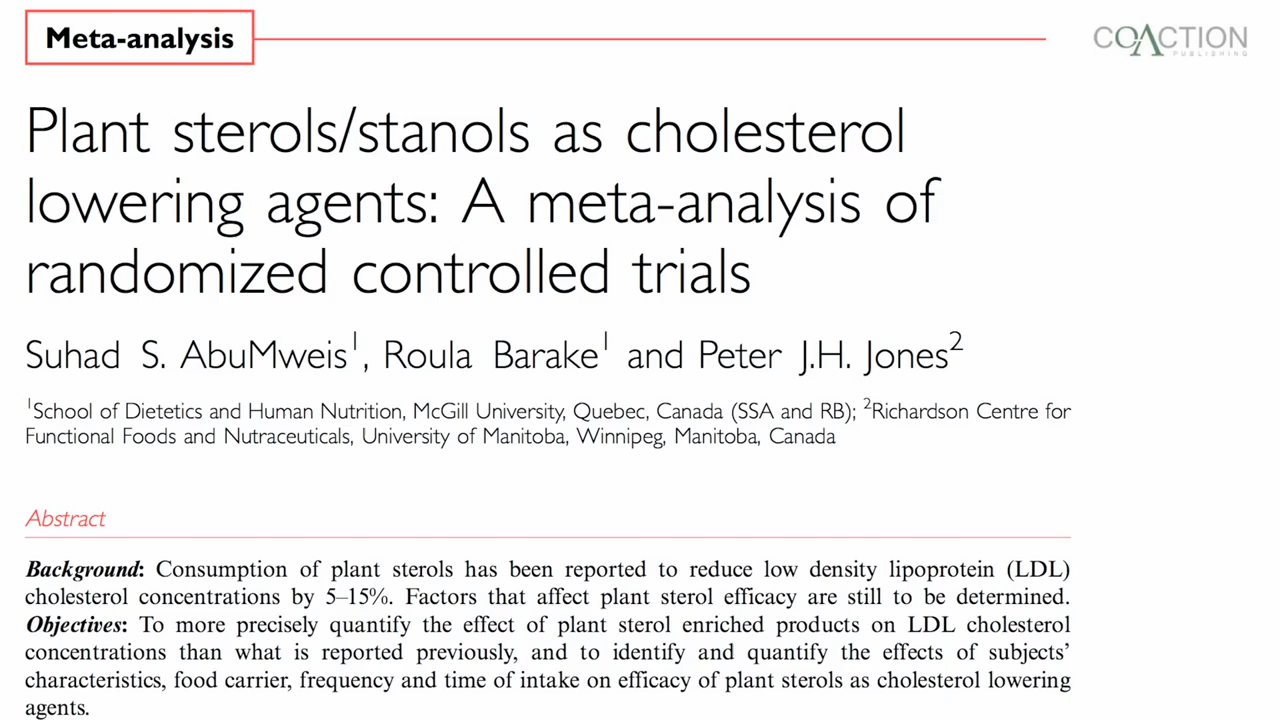 Meta-analysis
COACTION
PUBLISHING
Plant sterols/stanols as cholesterol
lowering agents: A meta-analysis of
randomized controlled trials
Suhad S. AbuMweis¹, Roula Barake¹ and Peter J.H. Jones²
¹School of Dietetics and Human Nutrition, McGill University, Quebec, Canada (SSA and RB); ²Richardson Centre for
Functional Foods and Nutraceuticals, University of Manitoba, Winnipeg, Manitoba, Canada
Abstract
Background: Consumption of plant sterols has been reported to reduce low density lipoprotein (LDL)
cholesterol concentrations by 5–15%. Factors that affect plant sterol efficacy are still to be determined.
Objectives: To more precisely quantify the effect of plant sterol enriched products on LDL cholesterol
concentrations than what is reported previously, and to identify and quantify the effects of subjects’
characteristics, food carrier, frequency and time of intake on efficacy of plant sterols as cholesterol lowering
agents.